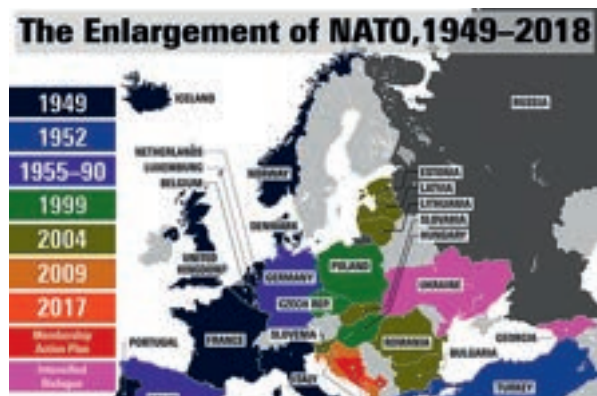 The Enlargement of NATO,1949–2018
1949
1952
1955–90
1999
2004
2009
2017
Membership
Action Plan
Intensified
Dialogue
ICELAND
RUSSIA
NETHERLANDS
LUXEMBURG
BELGIUM
NORWAY
ESTONIA
LATVIA
LITHUANIA
SLOVAKIA
HUNGARY
DENMARK
UNITED
KINGDOM
GERMANY
POLAND
CZECH REP.
UKRAINE
SLOVENIA
ROMANIA
GEORGIA
PORTUGAL
FRANCE
BULGARIA
ITALY
TURKEY